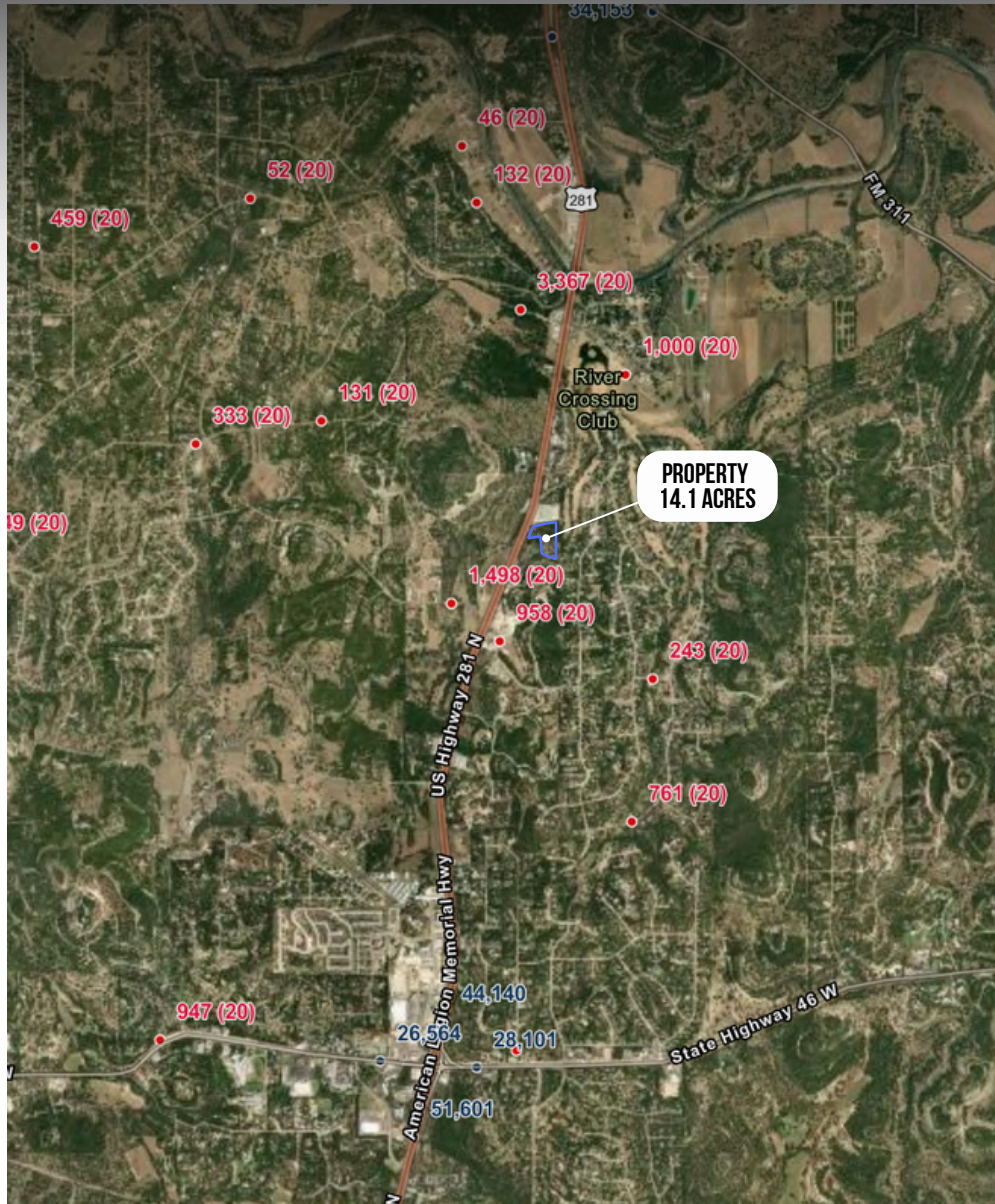 34,153
46 (20)
52 (20)
132 (20)
281
FM 311
459 (20)
3,367 (20)
1,000 (20)
River
Crossing
Club
131 (20)
333 (20)
PROPERTY
14.1 ACRES
49 (20)
1,498 (20)
958 (20)
243 (20)
US Highway 281 N
761 (20)
American Legion Memorial Hwy
44,140
947 (20)
26,564
28,101
State Highway 46 W
W
51,601
N